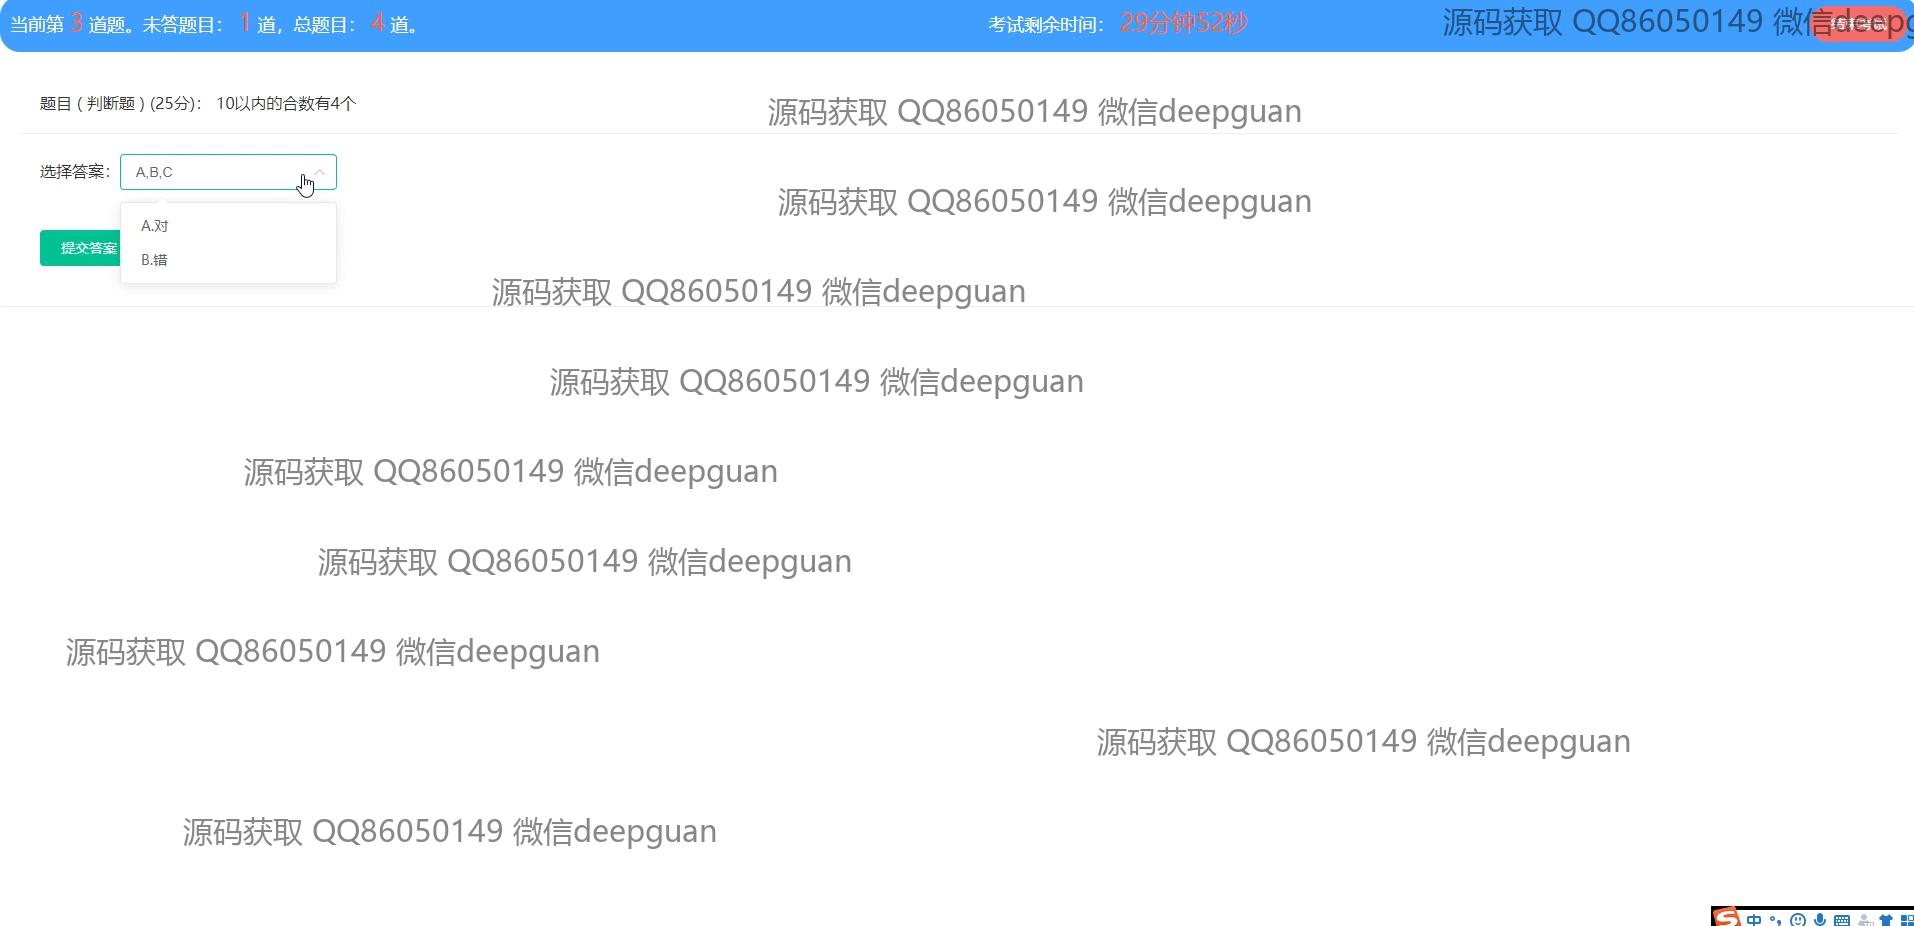 当前第 3 道题。未答题目： 1 道，总题目： 4 道。
考试剩余时间： 29分钟52秒
源码获取 QQ86050149 微信deepg
结束考试
题目 ( 判断题 ) (25分)： 10以内的合数有4个
源码获取 QQ86050149 微信deepguan
选择答案： A,B,C
源码获取 QQ86050149 微信deepguan
A.对
提交答案
B.错
源码获取 QQ86050149 微信deepguan
源码获取 QQ86050149 微信deepguan
源码获取 QQ86050149 微信deepguan
源码获取 QQ86050149 微信deepguan
源码获取 QQ86050149 微信deepguan
源码获取 QQ86050149 微信deepguan
源码获取 QQ86050149 微信deepguan
中